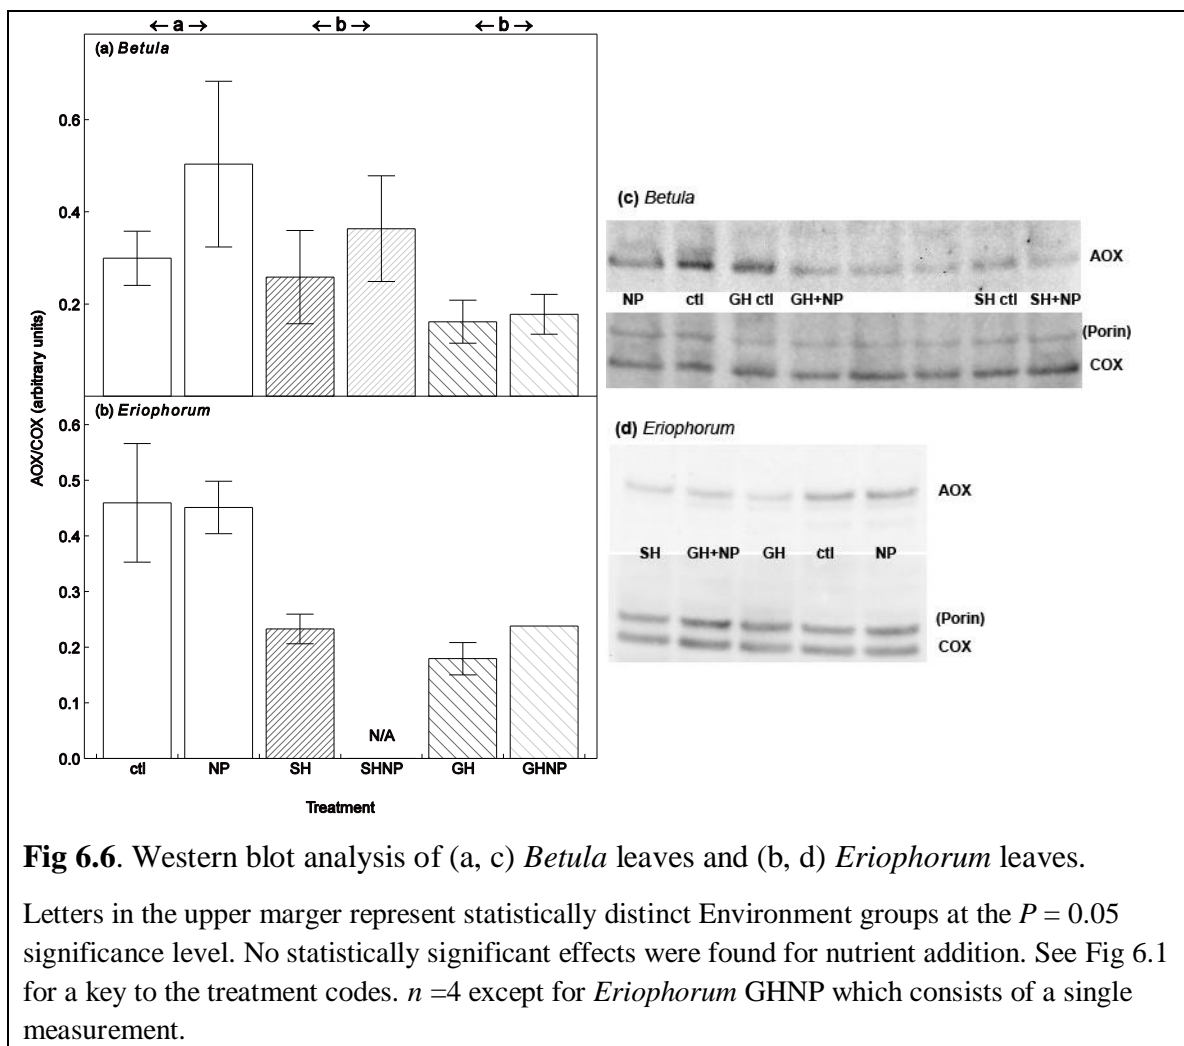 ← a → ← b → ← b →
(a) Betula
0.6
0.4
0.2
AOX/COX (arbitrary units)
(b) Eriophorum
0.6
0.5
0.4
0.3
0.2
0.1
0.0
N/A
ctl NP SH SHNP GH GHNP
Treatment
(c) Betula
AOX
NP ctl GH ctl GH+NP SH ctl SH+NP
(Porin)
COX
(d) Eriophorum
AOX
SH GH+NP GH ctl NP
(Porin)
COX
Fig 6.6. Western blot analysis of (a, c) Betula leaves and (b, d) Eriophorum leaves.
Letters in the upper marger represent statistically distinct Environment groups at the P = 0.05
significance level. No statistically significant effects were found for nutrient addition. See Fig 6.1
for a key to the treatment codes. n =4 except for Eriophorum GHNP which consists of a single
measurement.